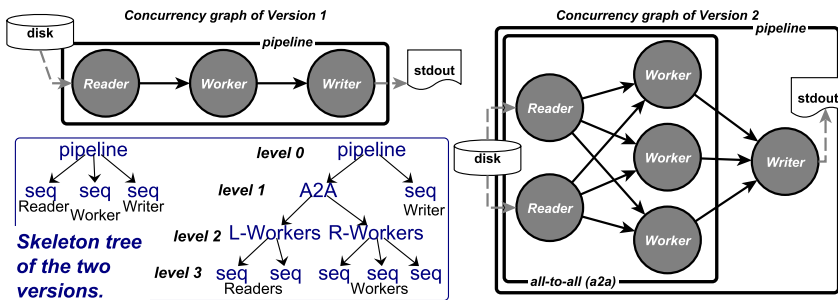 Concurrency graph of Version 1
disk
pipeline
Reader
Worker
Writer
stdout
pipeline
seq
seq
seq
Reader
Worker
Writer
Skeleton tree
of the two
versions.
level 0
pipeline
level 1
A2A
seq
Writer
level 2
L-Workers
R-Workers
level 3
seq
seq
seq
seq
seq
Readers
Workers
Concurrency graph of Version 2
pipeline
Reader
Reader
disk
Worker
Worker
Worker
Writer
stdout
all-to-all (a2a)